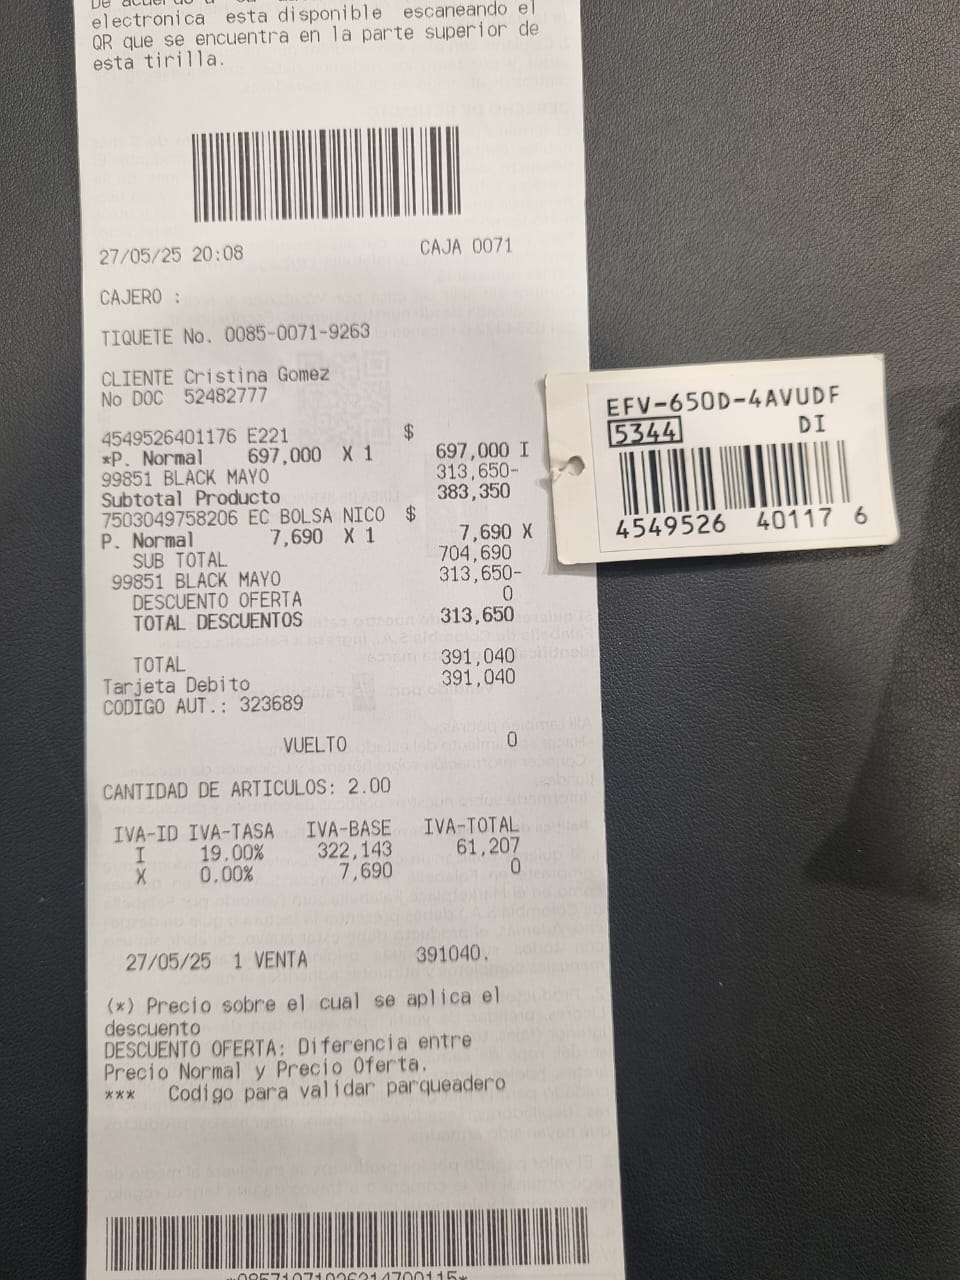 De acuerdo a su
electronica esta disponible escaneando el
QR que se encuentra en la parte superior de
esta tirilla.
27/05/25 20:08 CAJA 0071
CAJERO :
TIQUETE No. 0085-0071-9263
CLIENTE Cristina Gomez
No DOC 52482777
4549526401176 E221 $
*P. Normal 697,000 X 1 697,000 I
99851 BLACK MAYO 313,650-
Subtotal Producto 383,350
7503049758206 EC BOLSA NICO $
P. Normal 7,690 X 1 7,690 X
SUB TOTAL 704,690
99851 BLACK MAYO 313,650-
DESCUENTO OFERTA 0
TOTAL DESCUENTOS 313,650
TOTAL 391,040
Tarjeta Debito 391,040
CODIGO AUT.: 323689
VUELTO 0
CANTIDAD DE ARTICULOS: 2.00
IVA-ID IVA-TASA IVA-BASE IVA-TOTAL
I 19.00% 322,143 61,207
X 0.00% 7,690 0
27/05/25 1 VENTA 391040.
(*) Precio sobre el cual se aplica el
descuento
DESCUENTO OFERTA: Diferencia entre
Precio Normal y Precio Oferta.
*** Codigo para validar parqueadero
EFV-650D-4AVUDF
5344 DI
4549526 40117 6